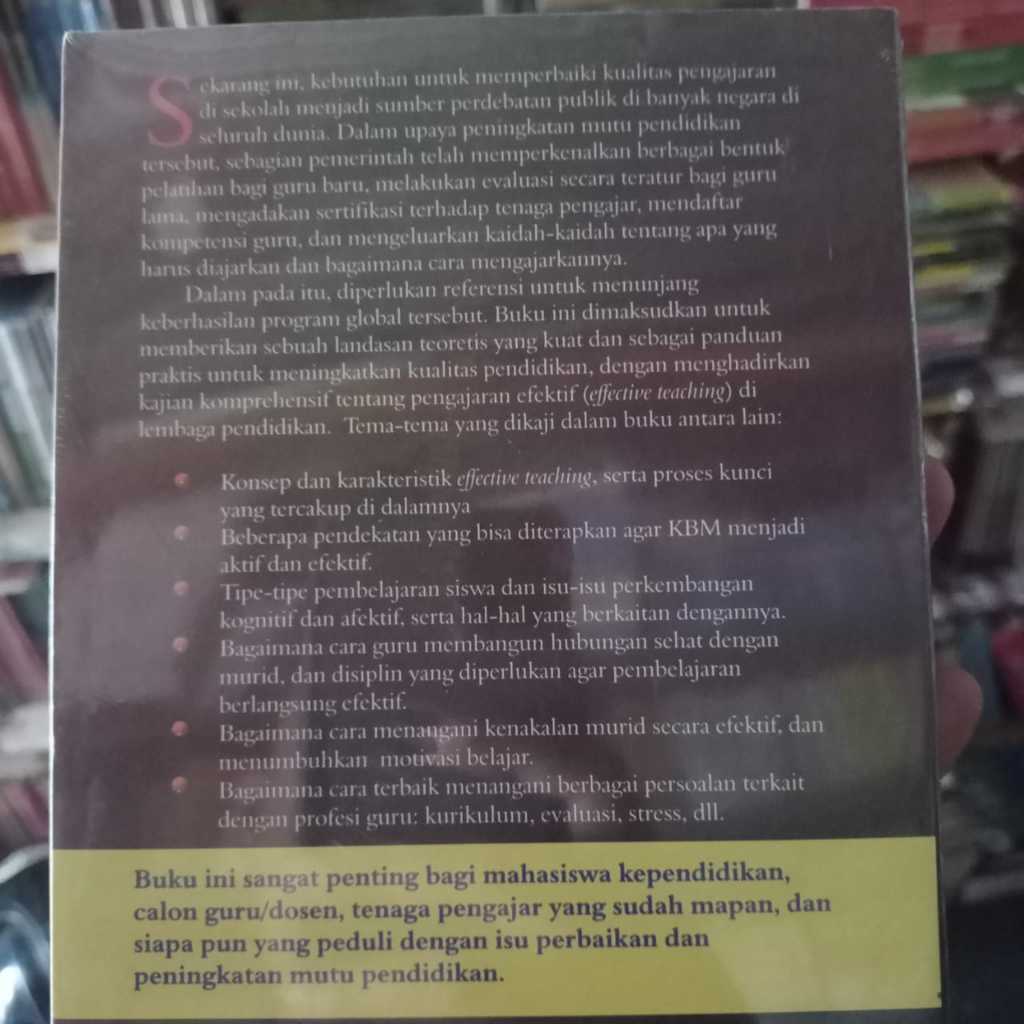 Sekarang ini, kebutuhan untuk memperbaiki kualitas pengajaran
di sekolah menjadi sumber perdebatan publik di banyak negara di
seluruh dunia. Dalam upaya peningkatan mutu pendidikan
tersebut, sebagian pemerintah telah memperkenalkan berbagai bentuk
pelatihan bagi guru baru, melakukan evaluasi secara teratur bagi guru
lama, mengadakan sertifikasi terhadap tenaga pengajar, mendaftar
kompetensi guru, dan mengeluarkan kaidah-kaidah tentang apa yang
harus diajarkan dan bagaimana cara mengajarkannya.
Dalam pada itu, diperlukan referensi untuk menunjang
keberhasilan program global tersebut. Buku ini dimaksudkan untuk
memberikan sebuah landasan teoretis yang kuat dan sebagai panduan
praktis untuk meningkatkan kualitas pendidikan, dengan menghadirkan
kajian komprehensif tentang pengajaran efektif (effective teaching) di
lembaga pendidikan. Tema-tema yang dikaji dalam buku antara lain:
• Konsep dan karakteristik effective teaching, serta proses kunci
yang tercakup di dalamnya
• Beberapa pendekatan yang bisa diterapkan agar KBM menjadi
aktif dan efektif.
• Tipe-tipe pembelajaran siswa dan isu-isu perkembangan
kognitif dan afektif, serta hal-hal yang berkaitan dengannya.
• Bagaimana cara guru membangun hubungan sehat dengan
murid, dan disiplin yang diperlukan agar pembelajaran
berlangsung efektif.
• Bagaimana cara menangani kenakalan murid secara efektif, dan
menumbuhkan motivasi belajar.
• Bagaimana cara terbaik menangani berbagai persoalan terkait
dengan profesi guru: kurikulum, evaluasi, stress, dll.
Buku ini sangat penting bagi mahasiswa kependidikan,
calon guru/dosen, tenaga pengajar yang sudah mapan, dan
siapa pun yang peduli dengan isu perbaikan dan
peningkatan mutu pendidikan.